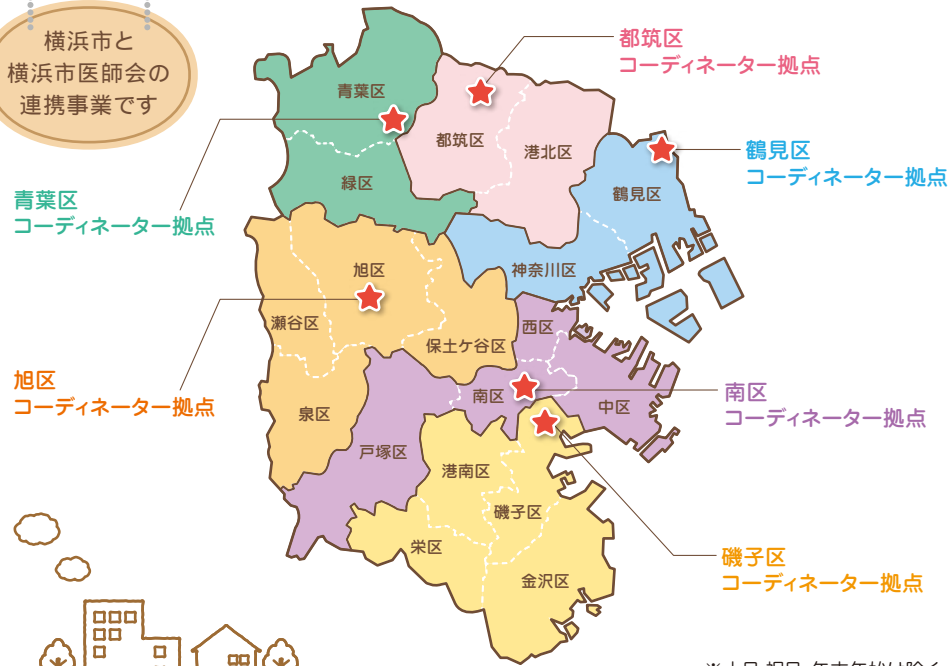 横浜市と
横浜市医師会の
連携事業です
都筑区
コーディネーター拠点
青葉区
都筑区
港北区
鶴見区
コーディネーター拠点
緑区
鶴見区
青葉区
コーディネーター拠点
旭区
神奈川区
瀬谷区
西区
保土ケ谷区
旭区
コーディネーター拠点
南区
中区
南区
コーディネーター拠点
泉区
戸塚区
港南区
磯子区
栄区
金沢区
磯子区
コーディネーター拠点